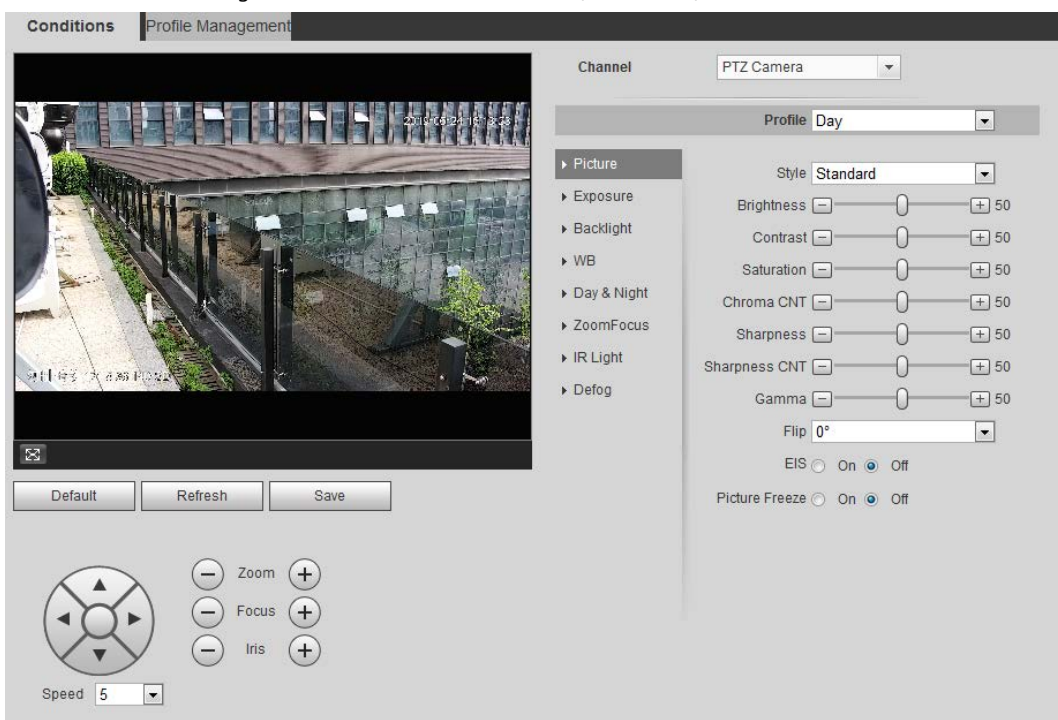 Conditions Profile Management
Channel PTZ Camera
Profile Day
Picture
Exposure
Backlight
WB
Day & Night
ZoomFocus
IR Light
Defog
Style Standard
Brightness 50
Contrast 50
Saturation 50
Chroma CNT 50
Sharpness 50
Sharpness CNT 50
Gamma 50
Flip 0°
EIS On Off
Picture Freeze On Off
Default Refresh Save
Zoom
Focus
Iris
Speed 5